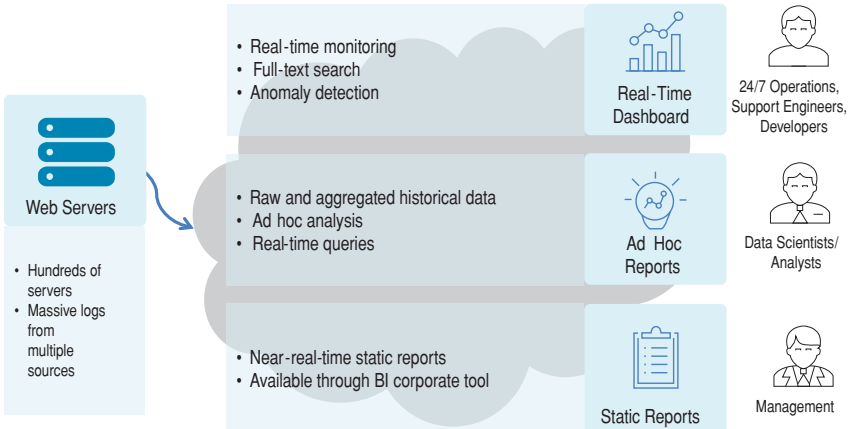 Web Servers
• Hundreds of
servers
• Massive logs
from
multiple
sources
• Real-time monitoring
• Full-text search
• Anomaly detection
Real-Time
Dashboard
24/7 Operations,
Support Engineers,
Developers
• Raw and aggregated historical data
• Ad hoc analysis
• Real-time queries
Ad Hoc
Reports
Data Scientists/
Analysts
• Near-real-time static reports
• Available through BI corporate tool
Static Reports
Management